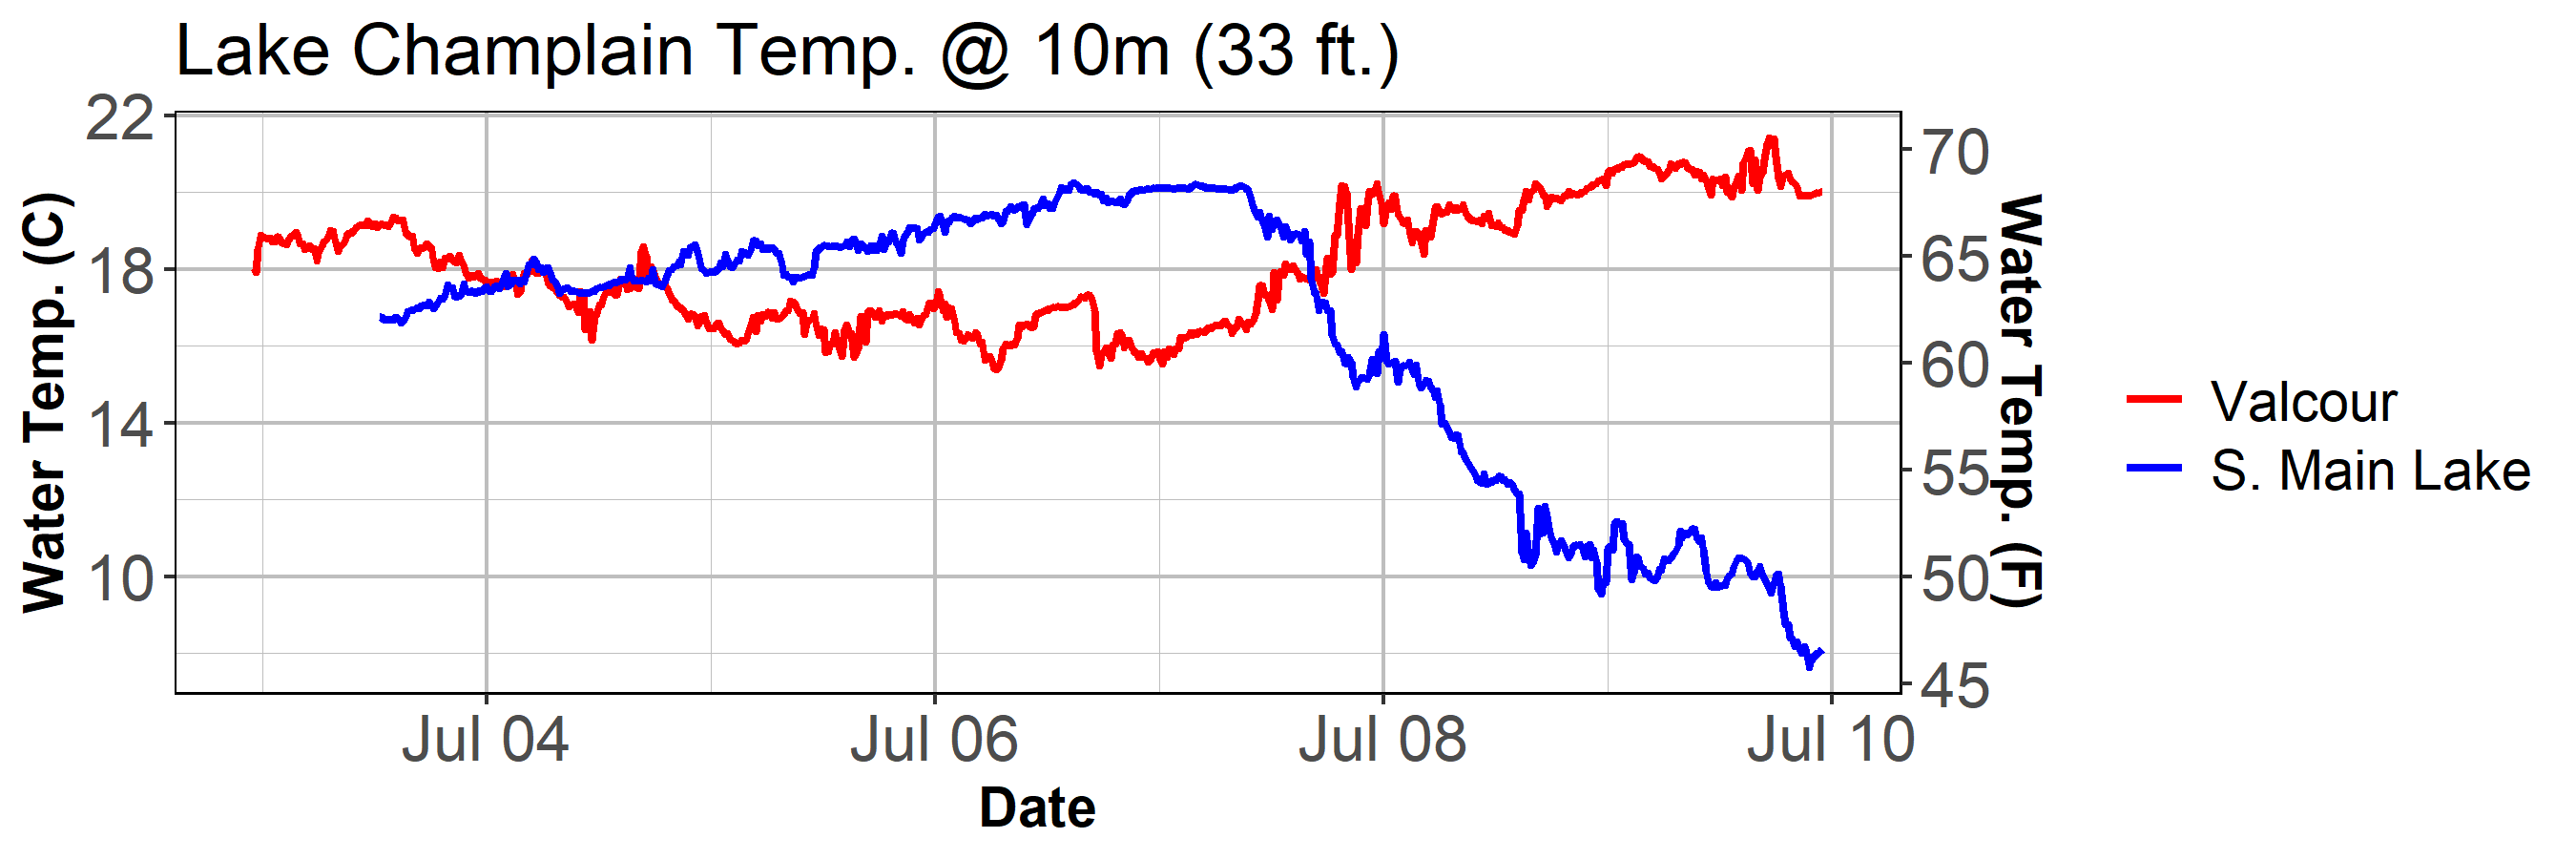 Lake Champlain Temp. @ 10m (33 ft.)
Water Temp. (C)
22
18
14
10
70
65
60
55
50
45
Water Temp. (F)
Jul 04
Jul 06
Jul 08
Jul 10
Date
Valcour
S. Main Lake